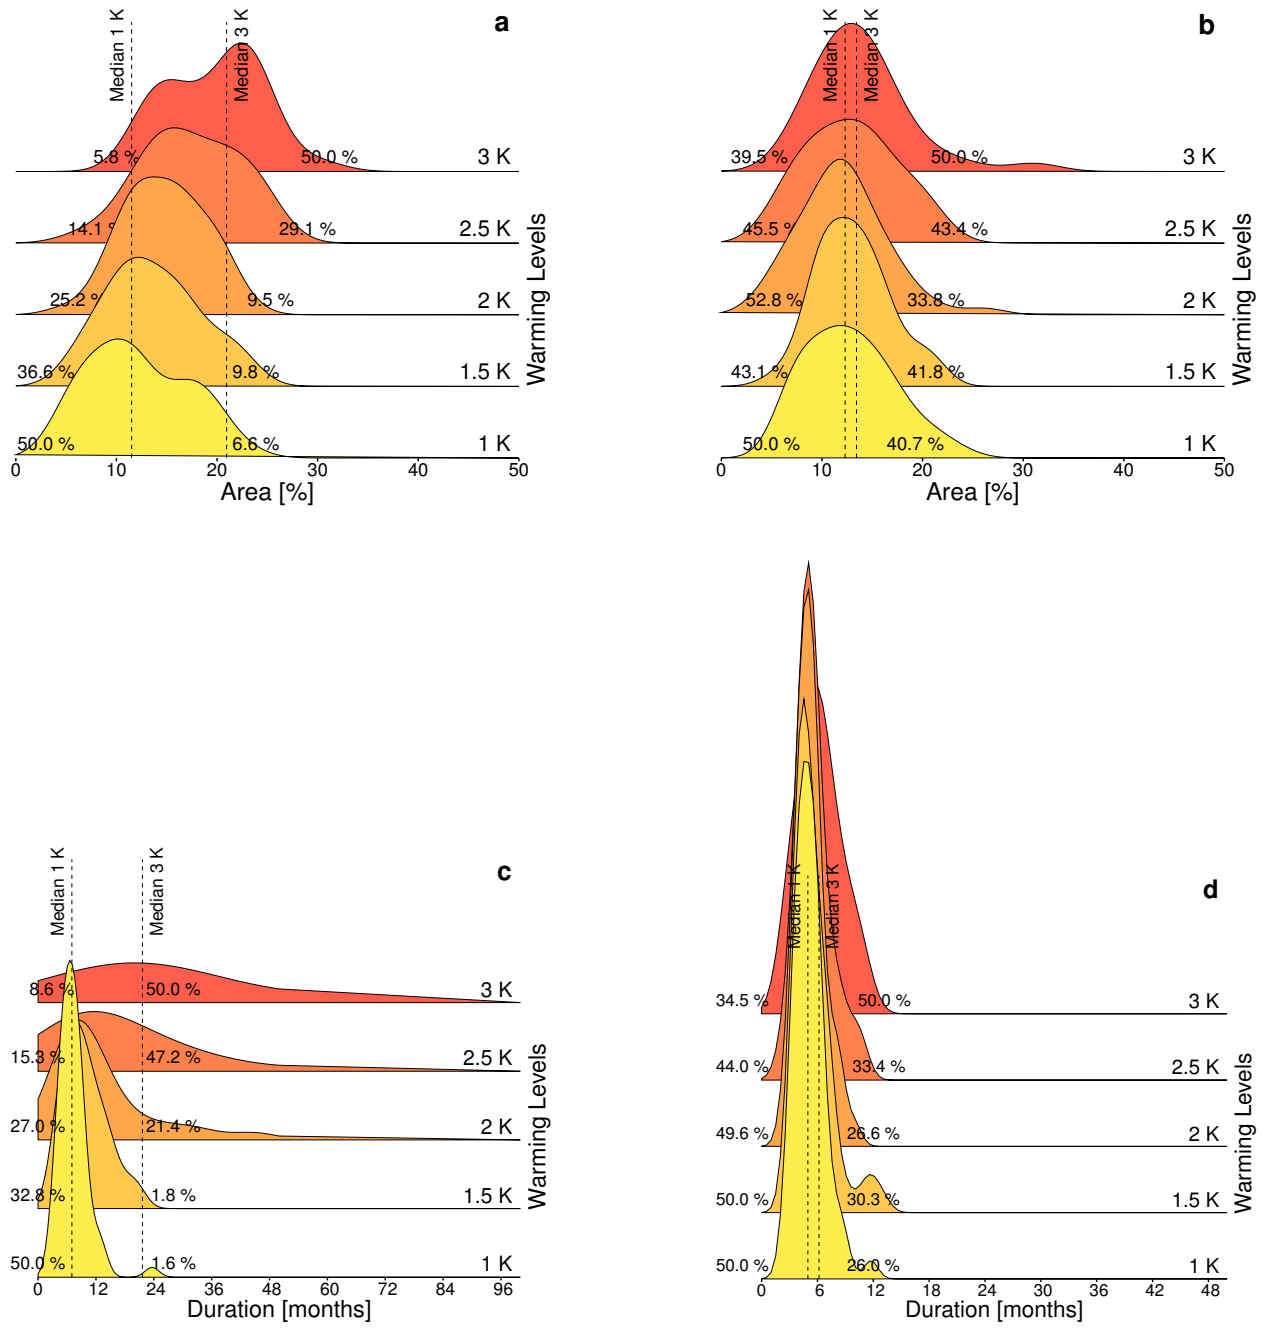 a
Median 1 K
Median 3 K
5.8 %
50.0 %
3 K
14.1 %
29.1 %
2.5 K
25.2 %
9.5 %
2 K
36.6 %
9.8 %
1.5 K
50.0 %
6.6 %
1 K
Warming Levels
0 10 20 30 40 50
Area [%]
b
Median 1 K
Median 3 K
39.5 %
50.0 %
3 K
45.5 %
43.4 %
2.5 K
52.8 %
33.8 %
2 K
43.1 %
41.8 %
1.5 K
50.0 %
40.7 %
1 K
Warming Levels
0 10 20 30 40 50
Area [%]
c
Median 1 K
Median 3 K
8.6 %
50.0 %
3 K
15.3 %
47.2 %
2.5 K
27.0 %
21.4 %
2 K
32.8 %
1.8 %
1.5 K
50.0 %
1.6 %
1 K
Warming Levels
0 12 24 36 48 60 72 84 96
Duration [months]
d
Median 1 K
Median 3 K
34.5 %
50.0 %
3 K
44.0 %
33.4 %
2.5 K
49.6 %
26.6 %
2 K
50.0 %
30.3 %
1.5 K
50.0 %
26.0 %
1 K
Warming Levels
0 6 12 18 24 30 36 42 48
Duration [months]